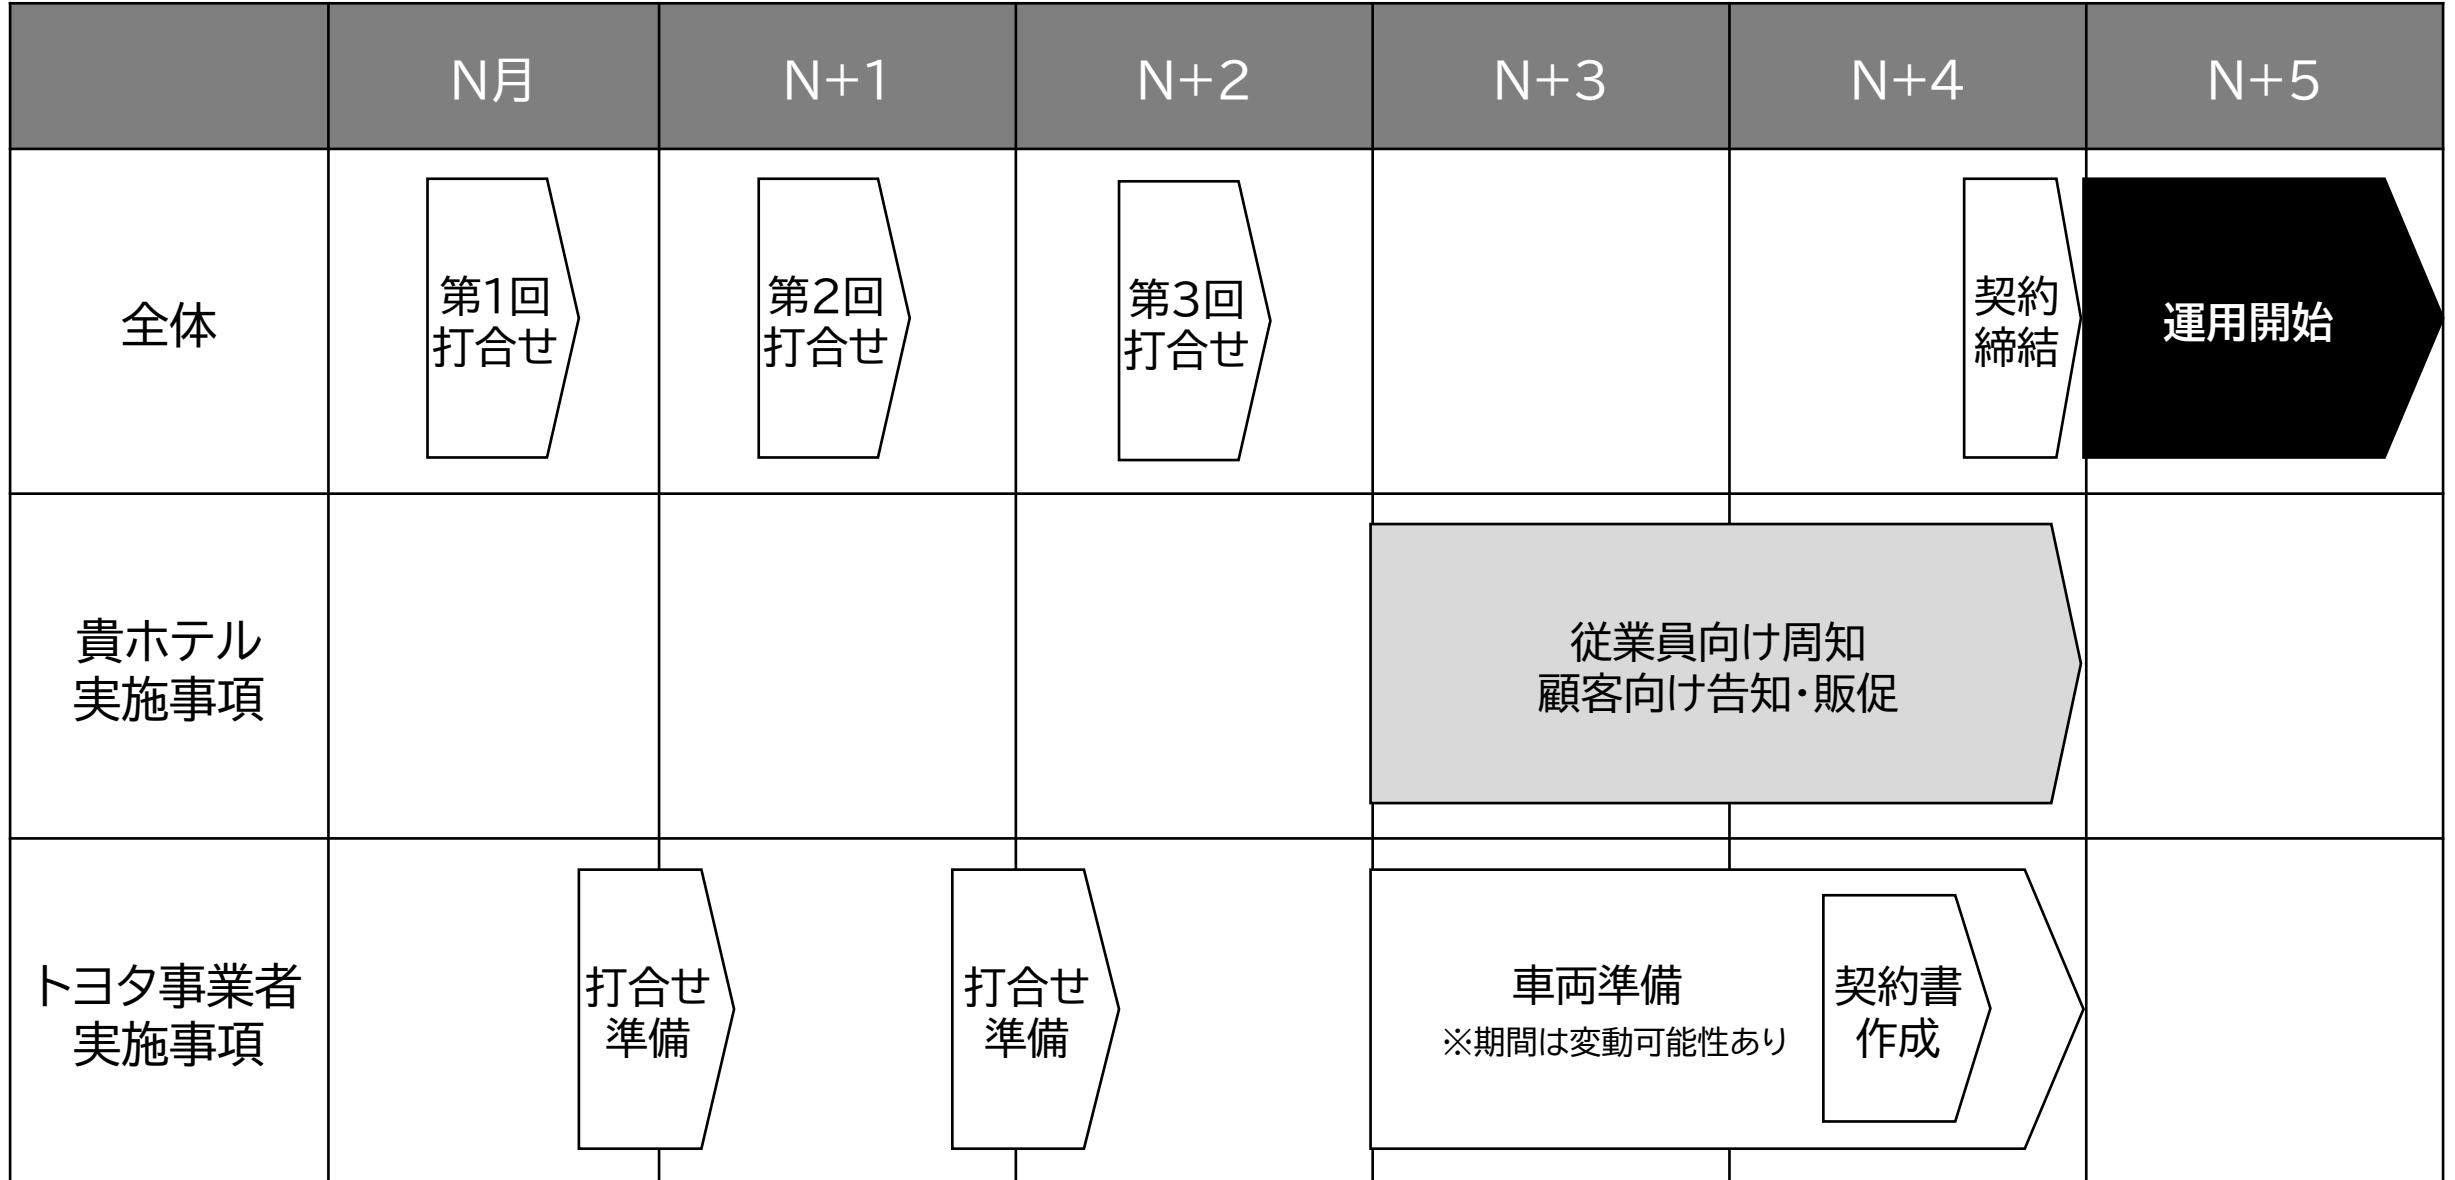 N月
N+1
N+2
N+3
N+4
N+5
全体
第1回
打合せ
第2回
打合せ
第3回
打合せ
契約
締結
運用開始
貴ホテル
実施事項
従業員向け周知
顧客向け告知・販促
トヨタ事業者
実施事項
打合せ
準備
打合せ
準備
車両準備
※期間は変動可能性あり
契約書
作成